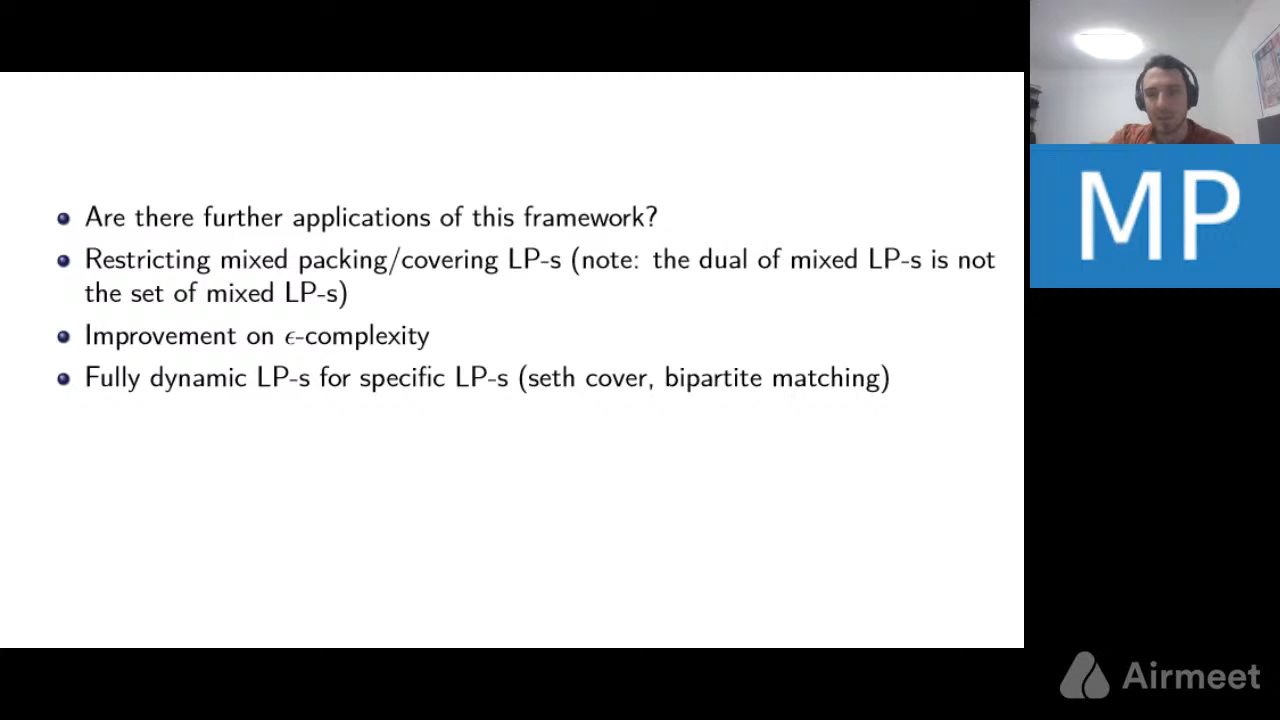 Are there further applications of this framework?
Restricting mixed packing/covering LP-s (note: the dual of mixed LP-s is not
the set of mixed LP-s)
Improvement on ϵ-complexity
Fully dynamic LP-s for specific LP-s (seth cover, bipartite matching)
MP
Airmeet